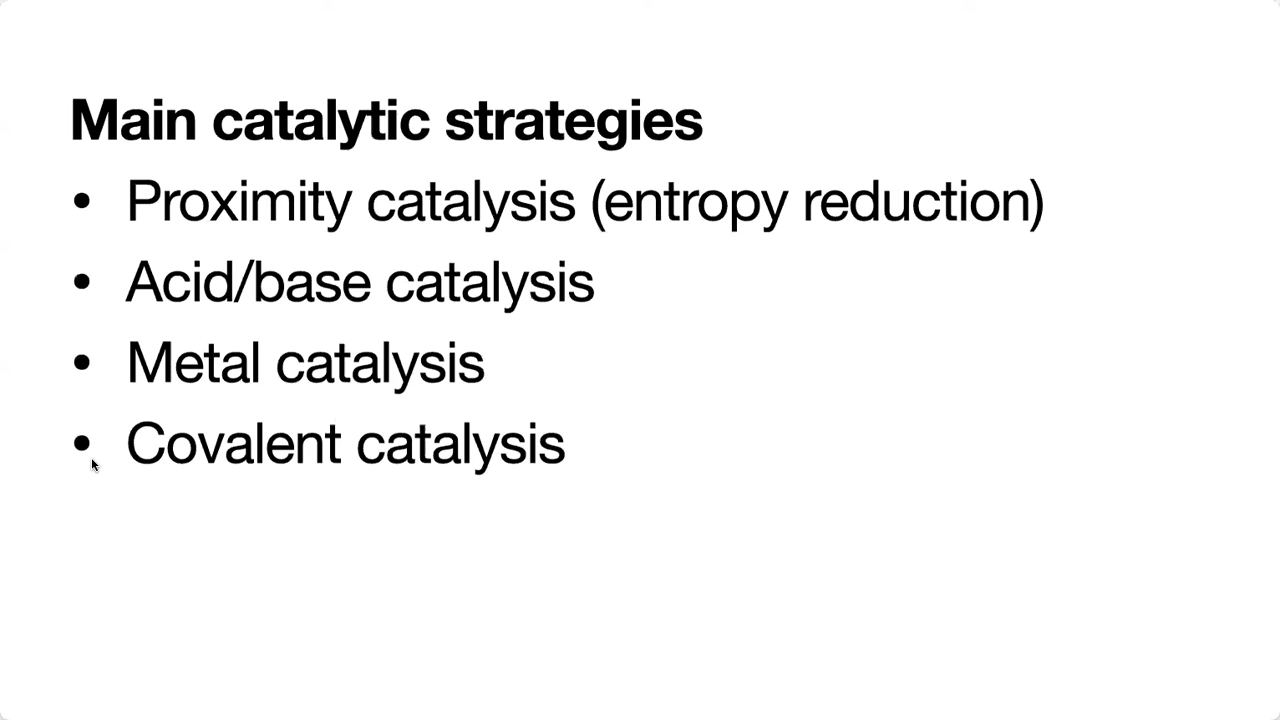 Main catalytic strategies
• Proximity catalysis (entropy reduction)
• Acid/base catalysis
• Metal catalysis
• Covalent catalysis